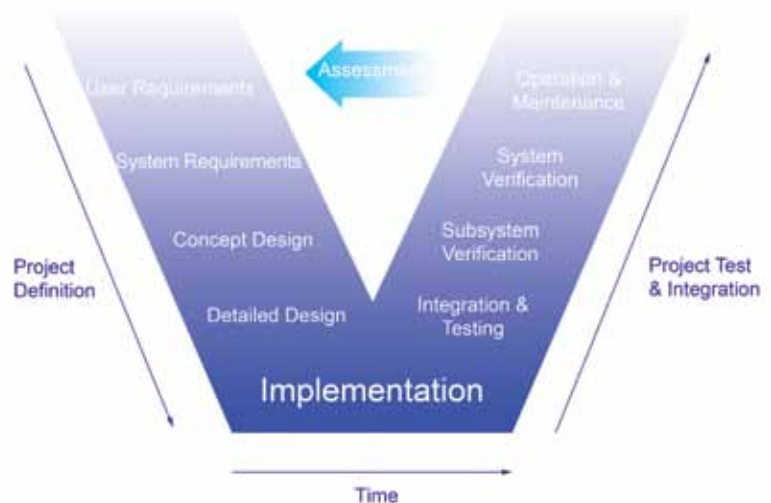 Assessment
User Requirements
Operation &
Maintenance
System Requirements
System
Verification
Concept Design
Subsystem
Verification
Project
Definition
Project Test
& Integration
Detailed Design
Integration &
Testing
Implementation
Time